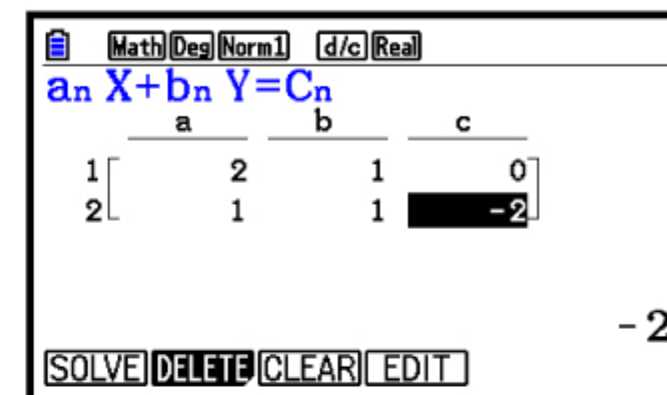 Math Deg Norm1 d/c Real
an X+bn Y=Cn
a b c
1 2 1 0
2 1 1 -2
-2
SOLVE DELETE CLEAR EDIT